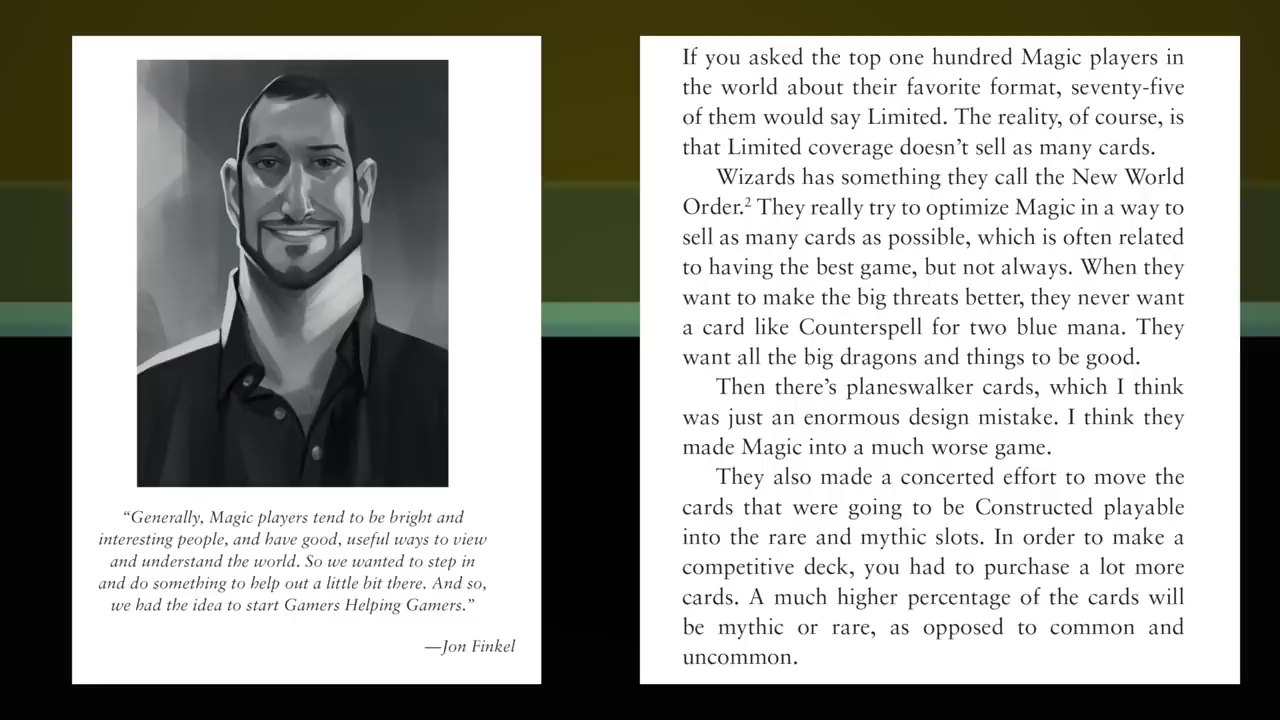 “Generally, Magic players tend to be bright and
interesting people, and have good, useful ways to view
and understand the world. So we wanted to step in
and do something to help out a little bit there. And so,
we had the idea to start Gamers Helping Gamers.”
—Jon Finkel
If you asked the top one hundred Magic players in
the world about their favorite format, seventy-five
of them would say Limited. The reality, of course, is
that Limited coverage doesn’t sell as many cards.
Wizards has something they call the New World
Order.² They really try to optimize Magic in a way to
sell as many cards as possible, which is often related
to having the best game, but not always. When they
want to make the big threats better, they never want
a card like Counterspell for two blue mana. They
want all the big dragons and things to be good.
Then there’s planeswalker cards, which I think
was just an enormous design mistake. I think they
made Magic into a much worse game.
They also made a concerted effort to move the
cards that were going to be Constructed playable
into the rare and mythic slots. In order to make a
competitive deck, you had to purchase a lot more
cards. A much higher percentage of the cards will
be mythic or rare, as opposed to common and
uncommon.